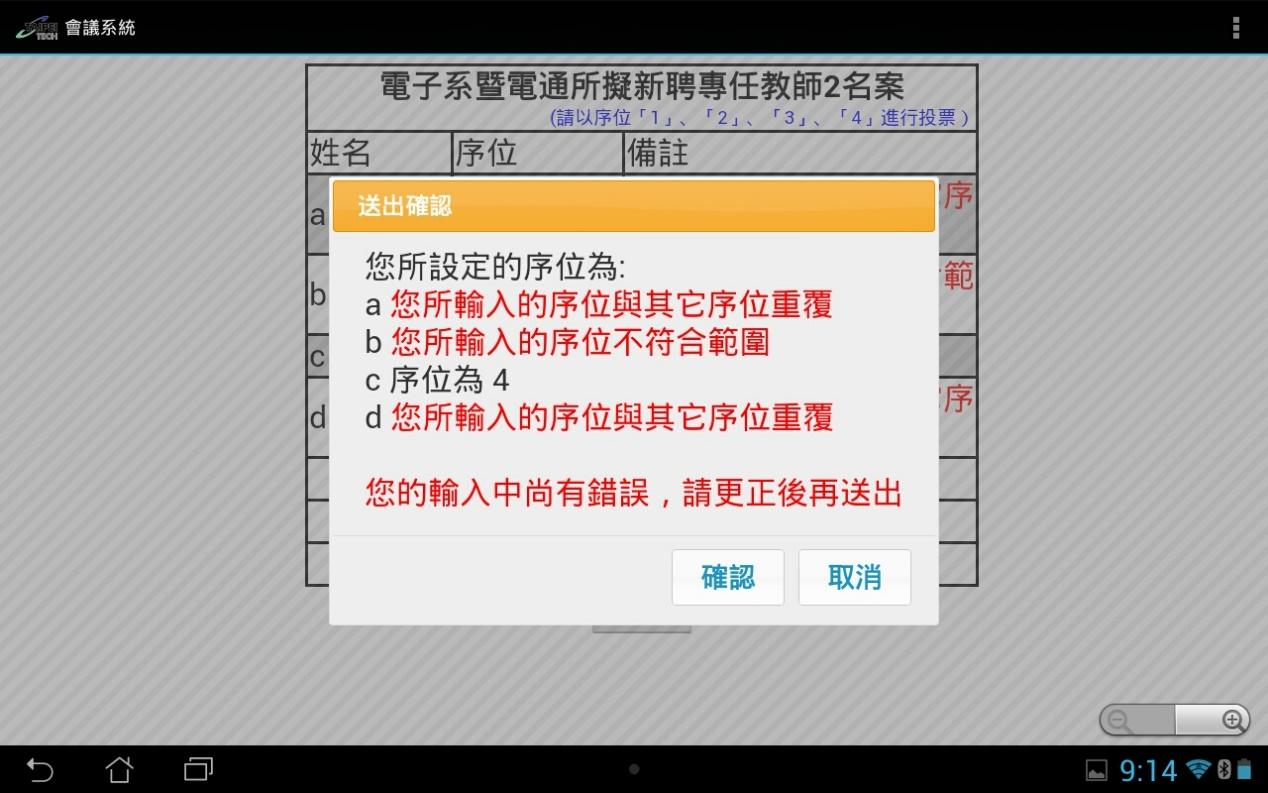 TAIPEI TECH 會議系統
電子系暨電通所擬新聘專任教師2名案
(請以序位「1」、「2」、「3」、「4」進行投票)
姓名 序位 備註
a 序
b 範
c
d 序
送出確認
您所設定的序位為:
a 您所輸入的序位與其它序位重覆
b 您所輸入的序位不符合範圍
c 序位為 4
d 您所輸入的序位與其它序位重覆
您的輸入中尚有錯誤,請更正後再送出
確認 取消
9:14